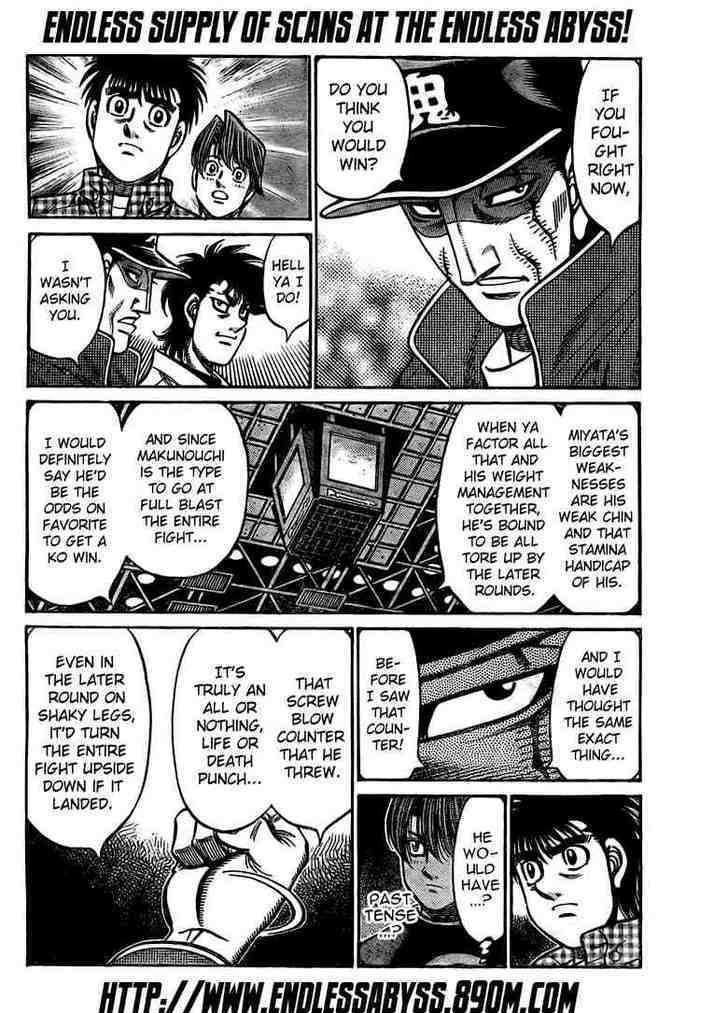 ENDLESS SUPPLY OF SCANS AT THE ENDLESS ABYSS!
IF
YOU
FOU-
GHT
RIGHT
NOW,
DO YOU
THINK
YOU
WOULD
WIN?
鬼
HELL
YA I
DO!
I
WASN'T
ASKING
YOU.
MIYATA'S
BIGGEST
WEAK-
NESSES
ARE HIS
WEAK CHIN
AND THAT
STAMINA
HANDICAP
OF HIS.
WHEN YA
FACTOR ALL
THAT AND
HIS WEIGHT
MANAGEMENT
TOGETHER,
HE'S BOUND
TO BE ALL
TORE UP BY
THE LATER
ROUNDS.
AND SINCE
MAKUNOUCHI
IS THE TYPE
TO GO AT
FULL BLAST
THE ENTIRE
FIGHT...
I WOULD
DEFINITELY
SAY HE'D
BE THE
ODDS ON
FAVORITE
TO GET A
KO WIN.
AND I
WOULD
HAVE
THOUGHT
THE SAME
EXACT
THING...
BE-
FORE
I SAW
THAT
COUN-
TER!
THAT
SCREW
BLOW
COUNTER
THAT HE
THREW.
IT'S
TRULY AN
ALL OR
NOTHING,
LIFE OR
DEATH
PUNCH...
EVEN IN
THE LATER
ROUND ON
SHAKY LEGS,
IT'D TURN
THE ENTIRE
FIGHT UPSIDE
DOWN IF IT
LANDED.
HE
WO-
ULD
HAVE
....?
PAST
TENSE
....?
?
HTTP://WWW.ENDLESSABYSS.890M.COM